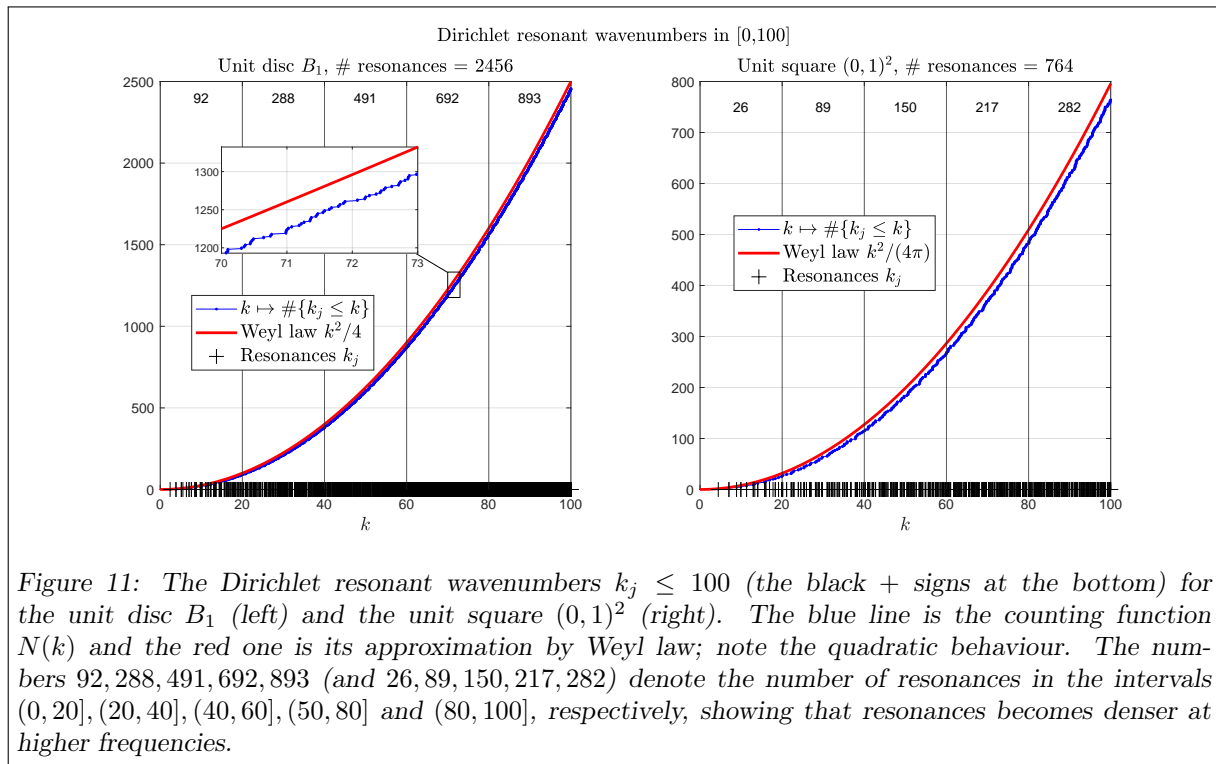 Dirichlet resonant wavenumbers in [0,100]
Unit disc B₁, # resonances = 2456
2500
2000
1500
1000
500
0
92 288 491 692 893
1300
1250
1200
70 71 72 73
k ↦ #{k_j ≤ k}
Weyl law k²/4
Resonances k_j
0 20 40 60 80 100
k
Unit square (0, 1)², # resonances = 764
800
700
600
500
400
300
200
100
0
26 89 150 217 282
k ↦ #{k_j ≤ k}
Weyl law k²/(4π)
Resonances k_j
0 20 40 60 80 100
k
Figure 11: The Dirichlet resonant wavenumbers k_j ≤ 100 (the black + signs at the bottom) for
the unit disc B₁ (left) and the unit square (0, 1)² (right). The blue line is the counting function
N(k) and the red one is its approximation by Weyl law; note the quadratic behaviour. The num-
bers 92, 288, 491, 692, 893 (and 26, 89, 150, 217, 282) denote the number of resonances in the intervals
(0, 20], (20, 40], (40, 60], (50, 80] and (80, 100], respectively, showing that resonances becomes denser at
higher frequencies.